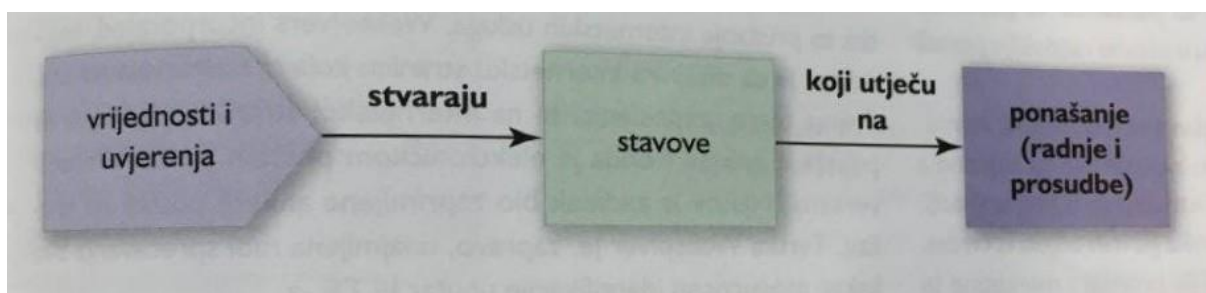 vrijednosti i
uvjerenja
stvaraju
stavove
koji utječu
na
ponašanje
(radnje i
prosudbe)